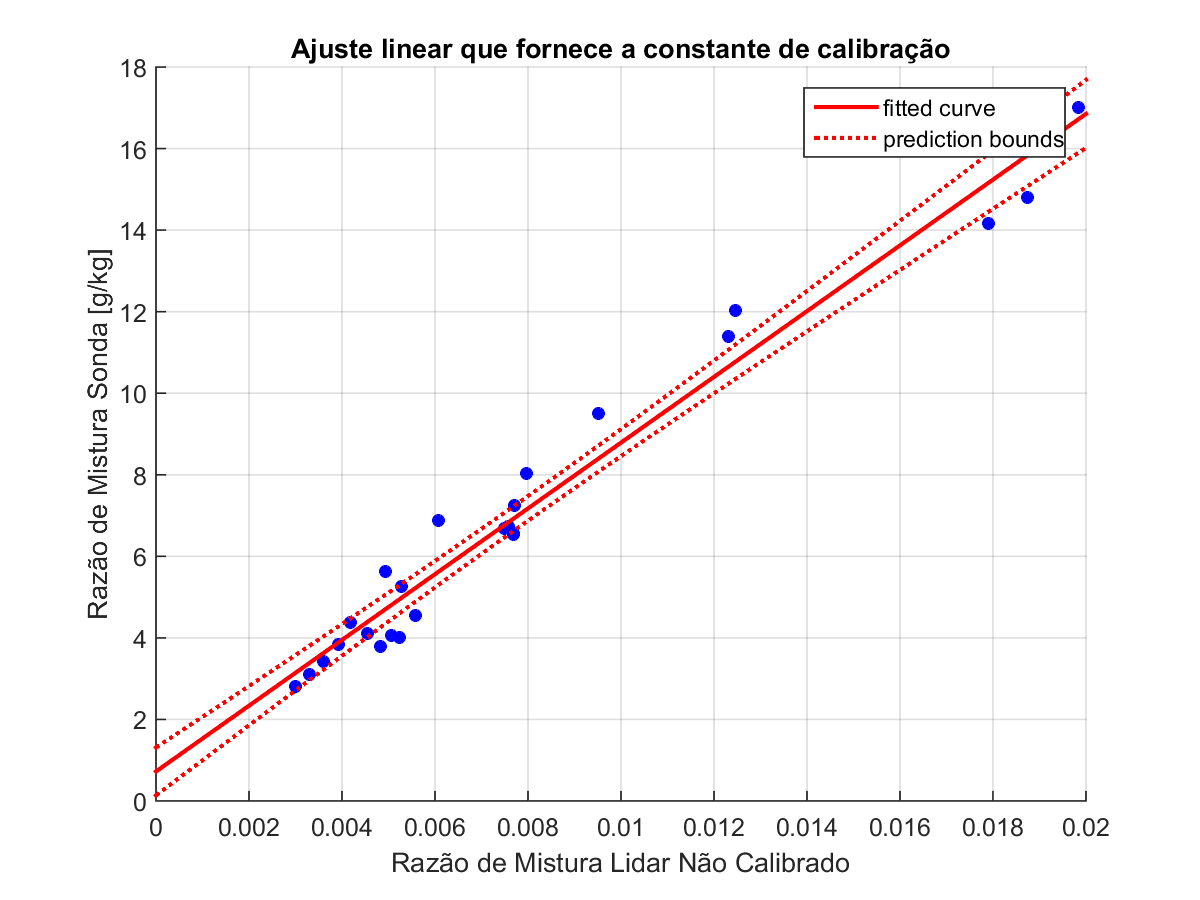 Ajuste linear que fornece a constante de calibração
18
16
14
12
10
8
6
4
2
0
Razão de Mistura Sonda [g/kg]
fitted curve
prediction bounds
0 0.002 0.004 0.006 0.008 0.01 0.012 0.014 0.016 0.018 0.02
Razão de Mistura Lidar Não Calibrado